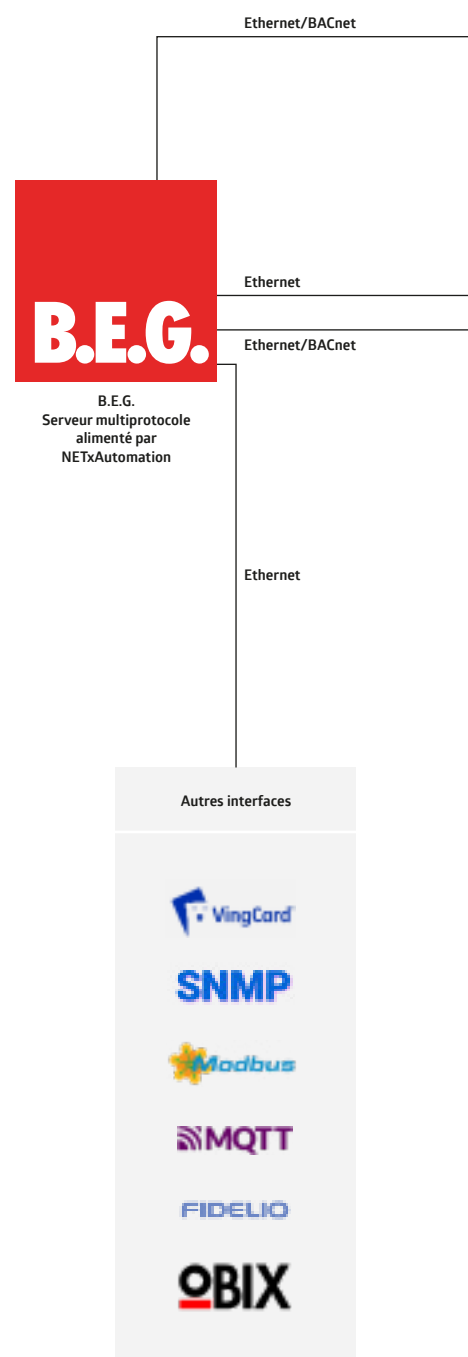 Ethernet/BACnet
B.E.G.
Ethernet
Ethernet/BACnet
B.E.G.
Serveur multiprotocole
alimenté par
NETxAutomation
Ethernet
Autres interfaces
VingCard
SNMP
Modbus
MQTT
FIDELIO
OBIX